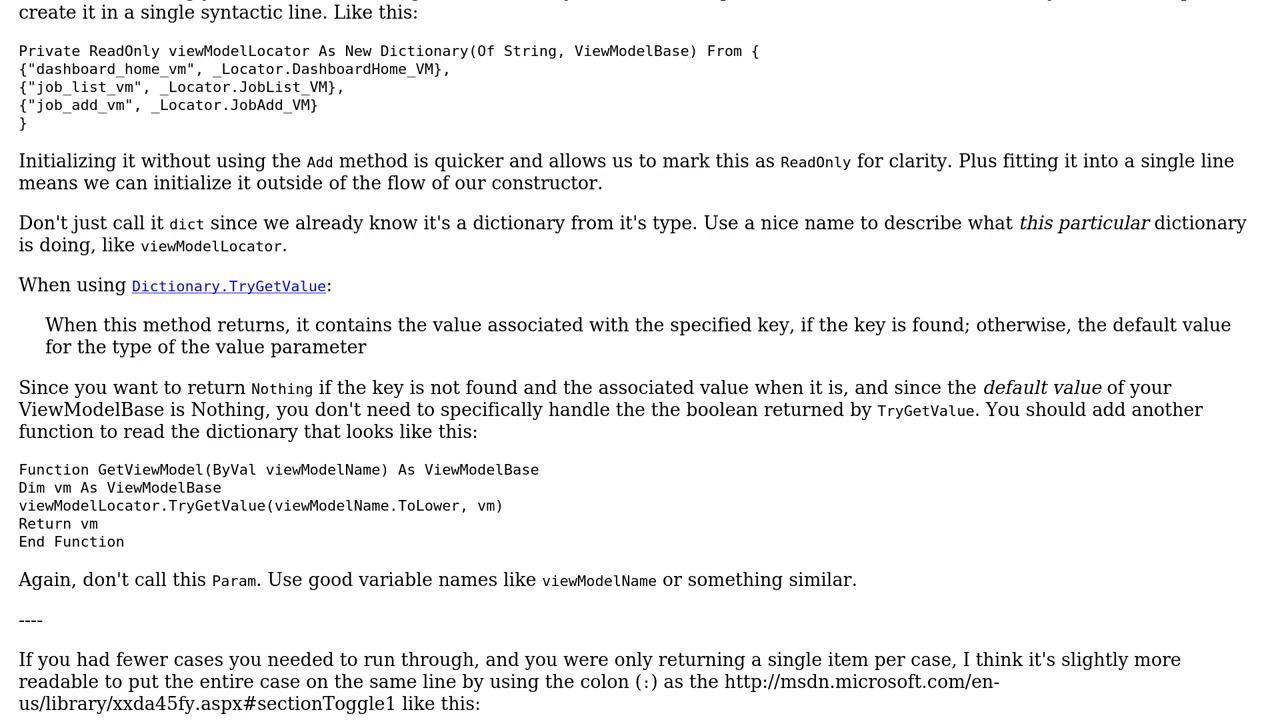 create it in a single syntactic line. Like this:
Private ReadOnly viewModelLocator As New Dictionary(Of String, ViewModelBase) From {
{"dashboard_home_vm", _Locator.DashboardHome_VM},
{"job_list_vm", _Locator.JobList_VM},
{"job_add_vm", _Locator.JobAdd_VM}
}
Initializing it without using the Add method is quicker and allows us to mark this as ReadOnly for clarity. Plus fitting it into a single line
means we can initialize it outside of the flow of our constructor.
Don't just call it dict since we already know it's a dictionary from it's type. Use a nice name to describe what this particular dictionary
is doing, like viewModelLocator.
When using Dictionary.TryGetValue:
When this method returns, it contains the value associated with the specified key, if the key is found; otherwise, the default value
for the type of the value parameter
Since you want to return Nothing if the key is not found and the associated value when it is, and since the default value of your
ViewModelBase is Nothing, you don't need to specifically handle the the boolean returned by TryGetValue. You should add another
function to read the dictionary that looks like this:
Function GetViewModel(ByVal viewModelName) As ViewModelBase
Dim vm As ViewModelBase
viewModelLocator.TryGetValue(viewModelName.ToLower, vm)
Return vm
End Function
Again, don't call this Param. Use good variable names like viewModelName or something similar.
----
If you had fewer cases you needed to run through, and you were only returning a single item per case, I think it's slightly more
readable to put the entire case on the same line by using the colon (:) as the http://msdn.microsoft.com/en-
us/library/xxda45fy.aspx#sectionToggle1 like this: